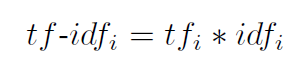 tf-idf_i = tf_i * idf_i